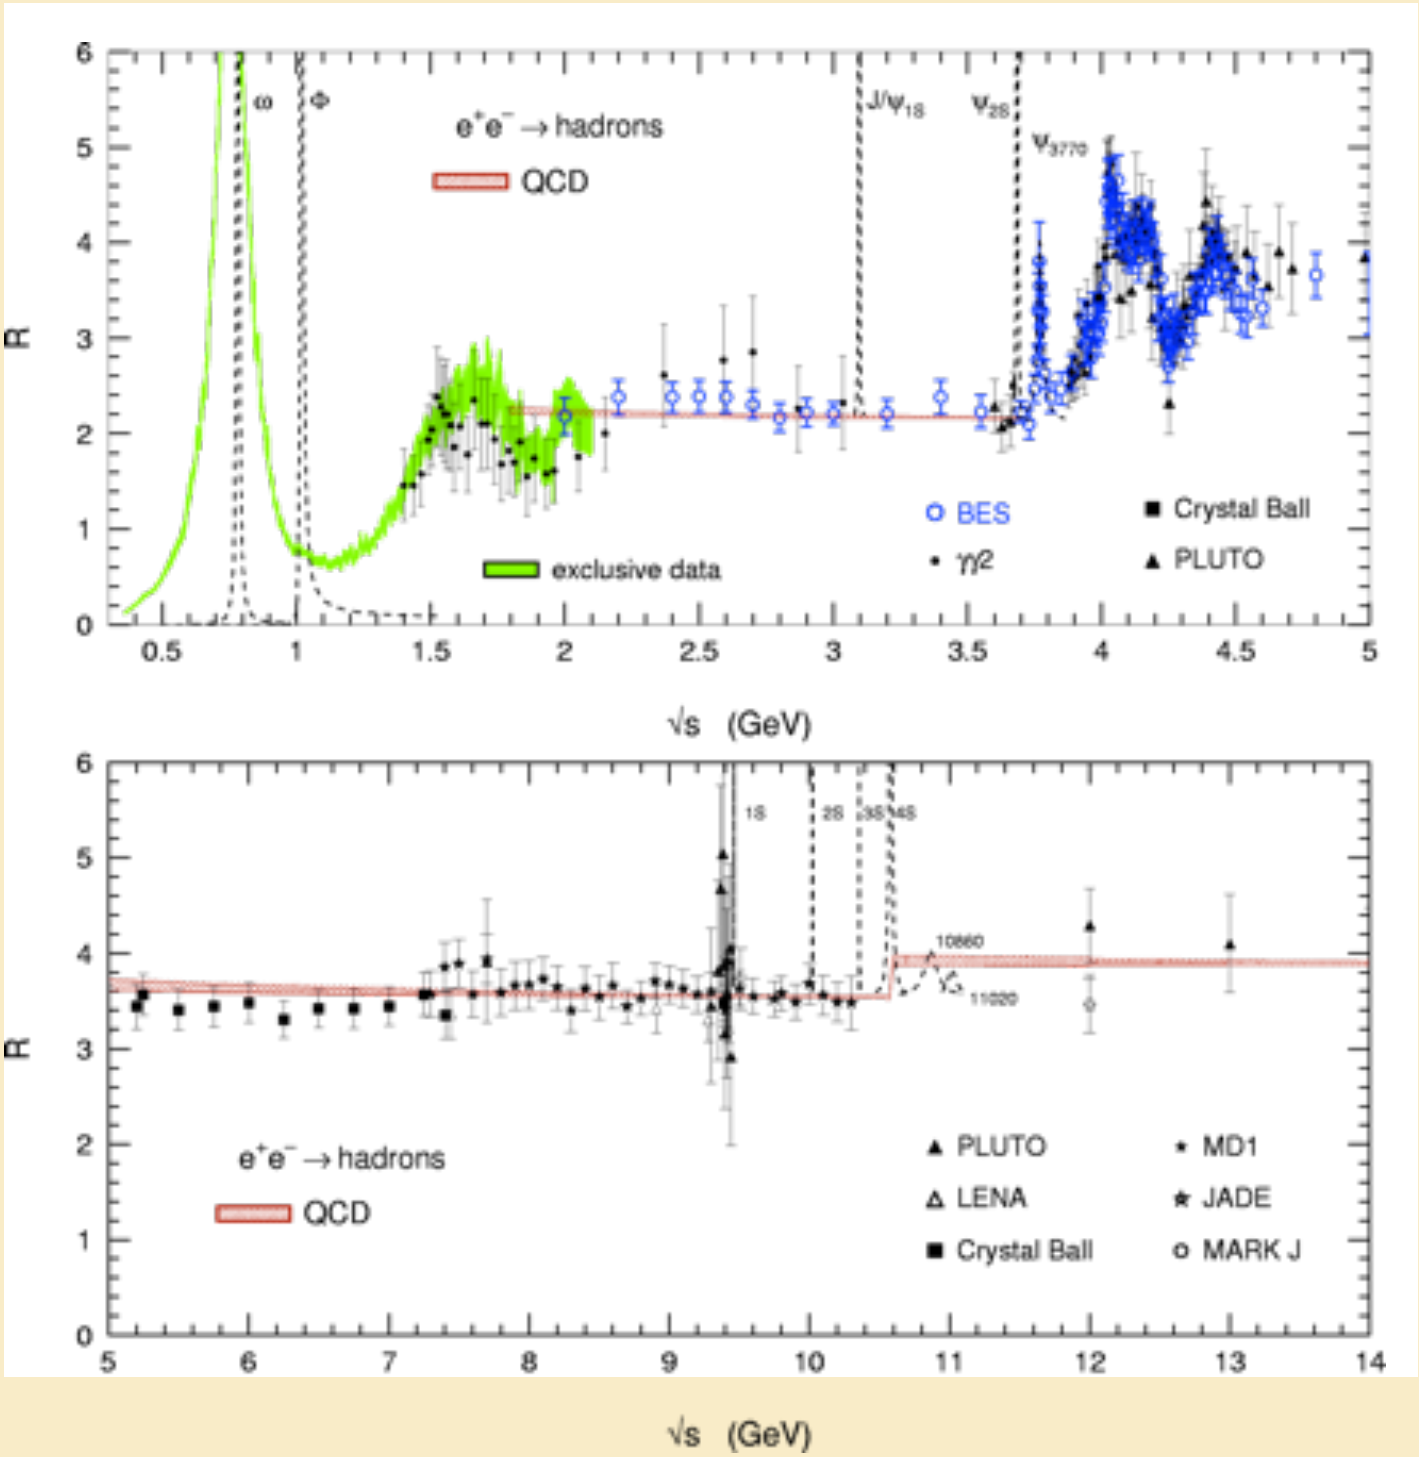 6
ω
Φ
J/ψ1S
ψ2S
e⁺e⁻ → hadrons
ψ3770
5
QCD
4
R
3
2
BES
Crystal Ball
γγ2
PLUTO
1
exclusive data
0
0.5 1 1.5 2 2.5 3 3.5 4 4.5 5
√s (GeV)
6
1S 2S 3S 4S
5
4
10860
11020
R
3
2
e⁺e⁻ → hadrons
PLUTO
MD1
QCD
LENA
JADE
1
Crystal Ball
MARK J
0
5 6 7 8 9 10 11 12 13 14
√s (GeV)